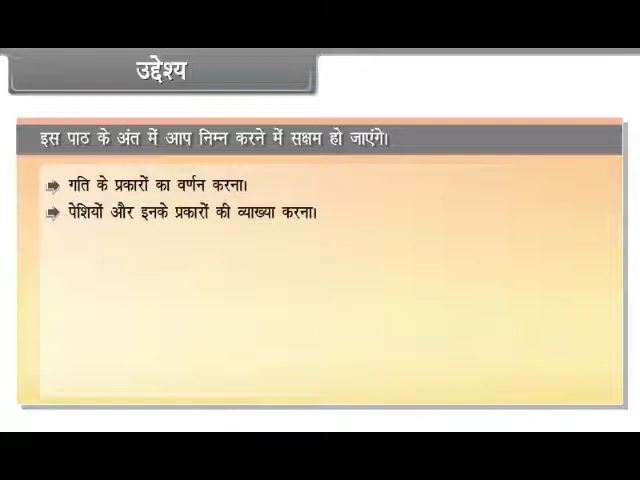 उद्देश्य
इस पाठ के अंत में आप निम्न करने में सक्षम हो जाएंगे।
गति के प्रकारों का वर्णन करना।
पेशियों और इनके प्रकारों की व्याख्या करना।